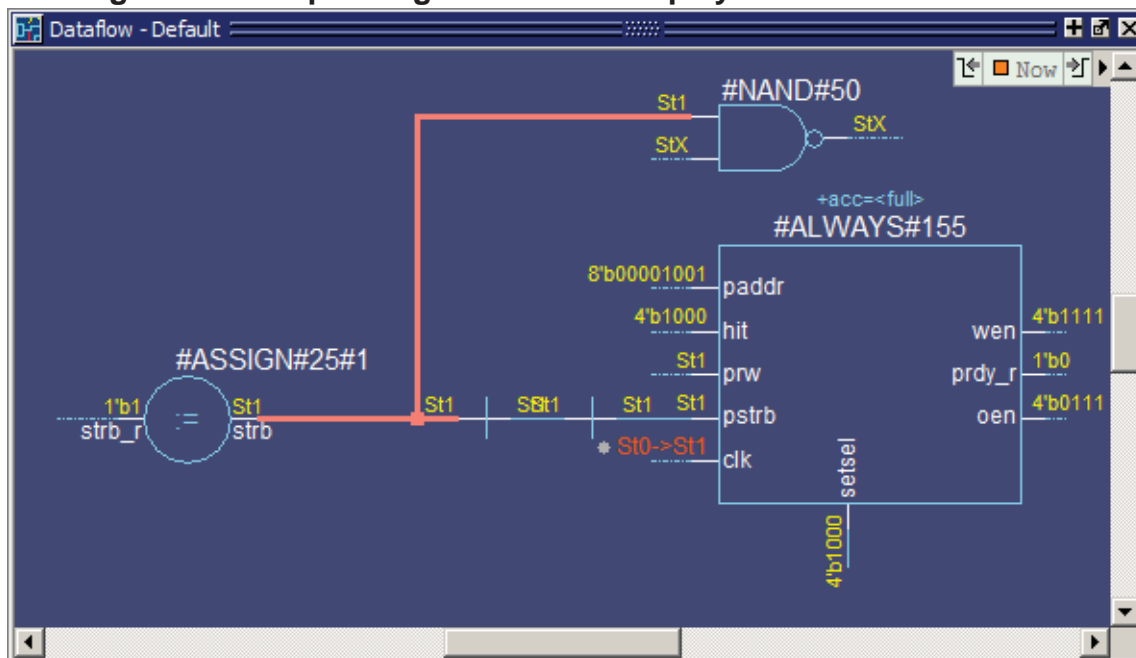 Dataflow - Default
Now
#NAND#50
St1
StX
StX
+acc=<full>
#ALWAYS#155
8'b00001001
paddr
4'b1000
hit
wen
4'b1111
#ASSIGN#25#1
St1
prw
prdy_r
1'b0
1'b1
:=
St1
St1
St1
St1
St1
pstrb
oen
4'b0111
strb_r
strb
St0->St1
clk
setsel
4'b1000